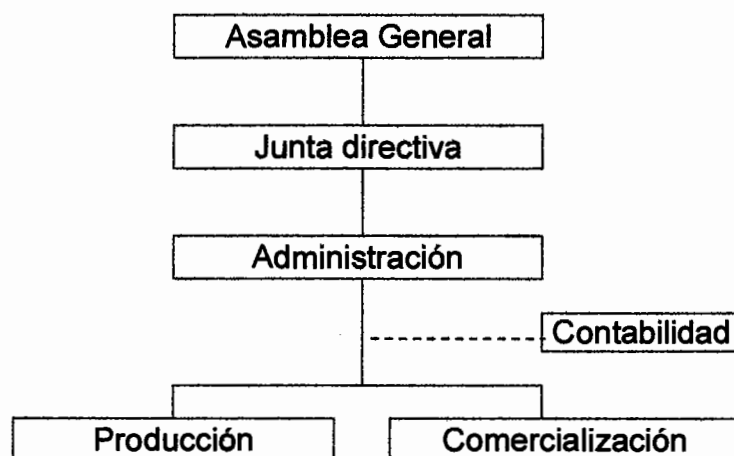 Asamblea General
Junta directiva
Administración
Contabilidad
Producción
Comercialización